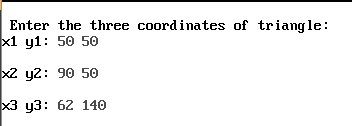 Enter the three coordinates of triangle:
x1 y1: 50 50
x2 y2: 90 50
x3 y3: 62 140